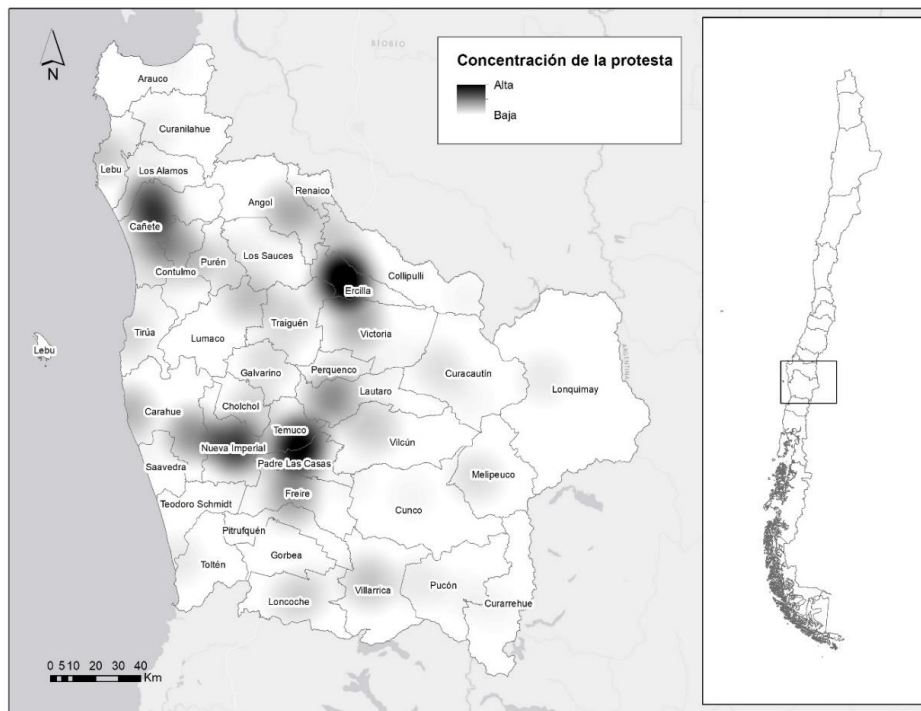 N
BIOBIO
Concentración de la protesta
Alta
Baja
Arauco
Curanilahue
Lebu
Los Alamos
Renaico
Angol
Cañete
Los Sauces
Purén
Contulmo
Collipulli
Ercilla
Tirúa
Traiguén
Victoria
Lumaco
Lebu
ARGENTINA
Perquenco
Galvarino
Curacautín
Lonquimay
Lautaro
Cholchol
Carahue
Temuco
Vilcún
Nueva Imperial
Padre Las Casas
Saavedra
Melipeuco
Freire
Teodoro Schmidt
Cunco
Pitrufquén
Gorbea
Toltén
Pucón
Villarrica
Loncoche
Curarrehue
0 5 10 20 30 40
Km